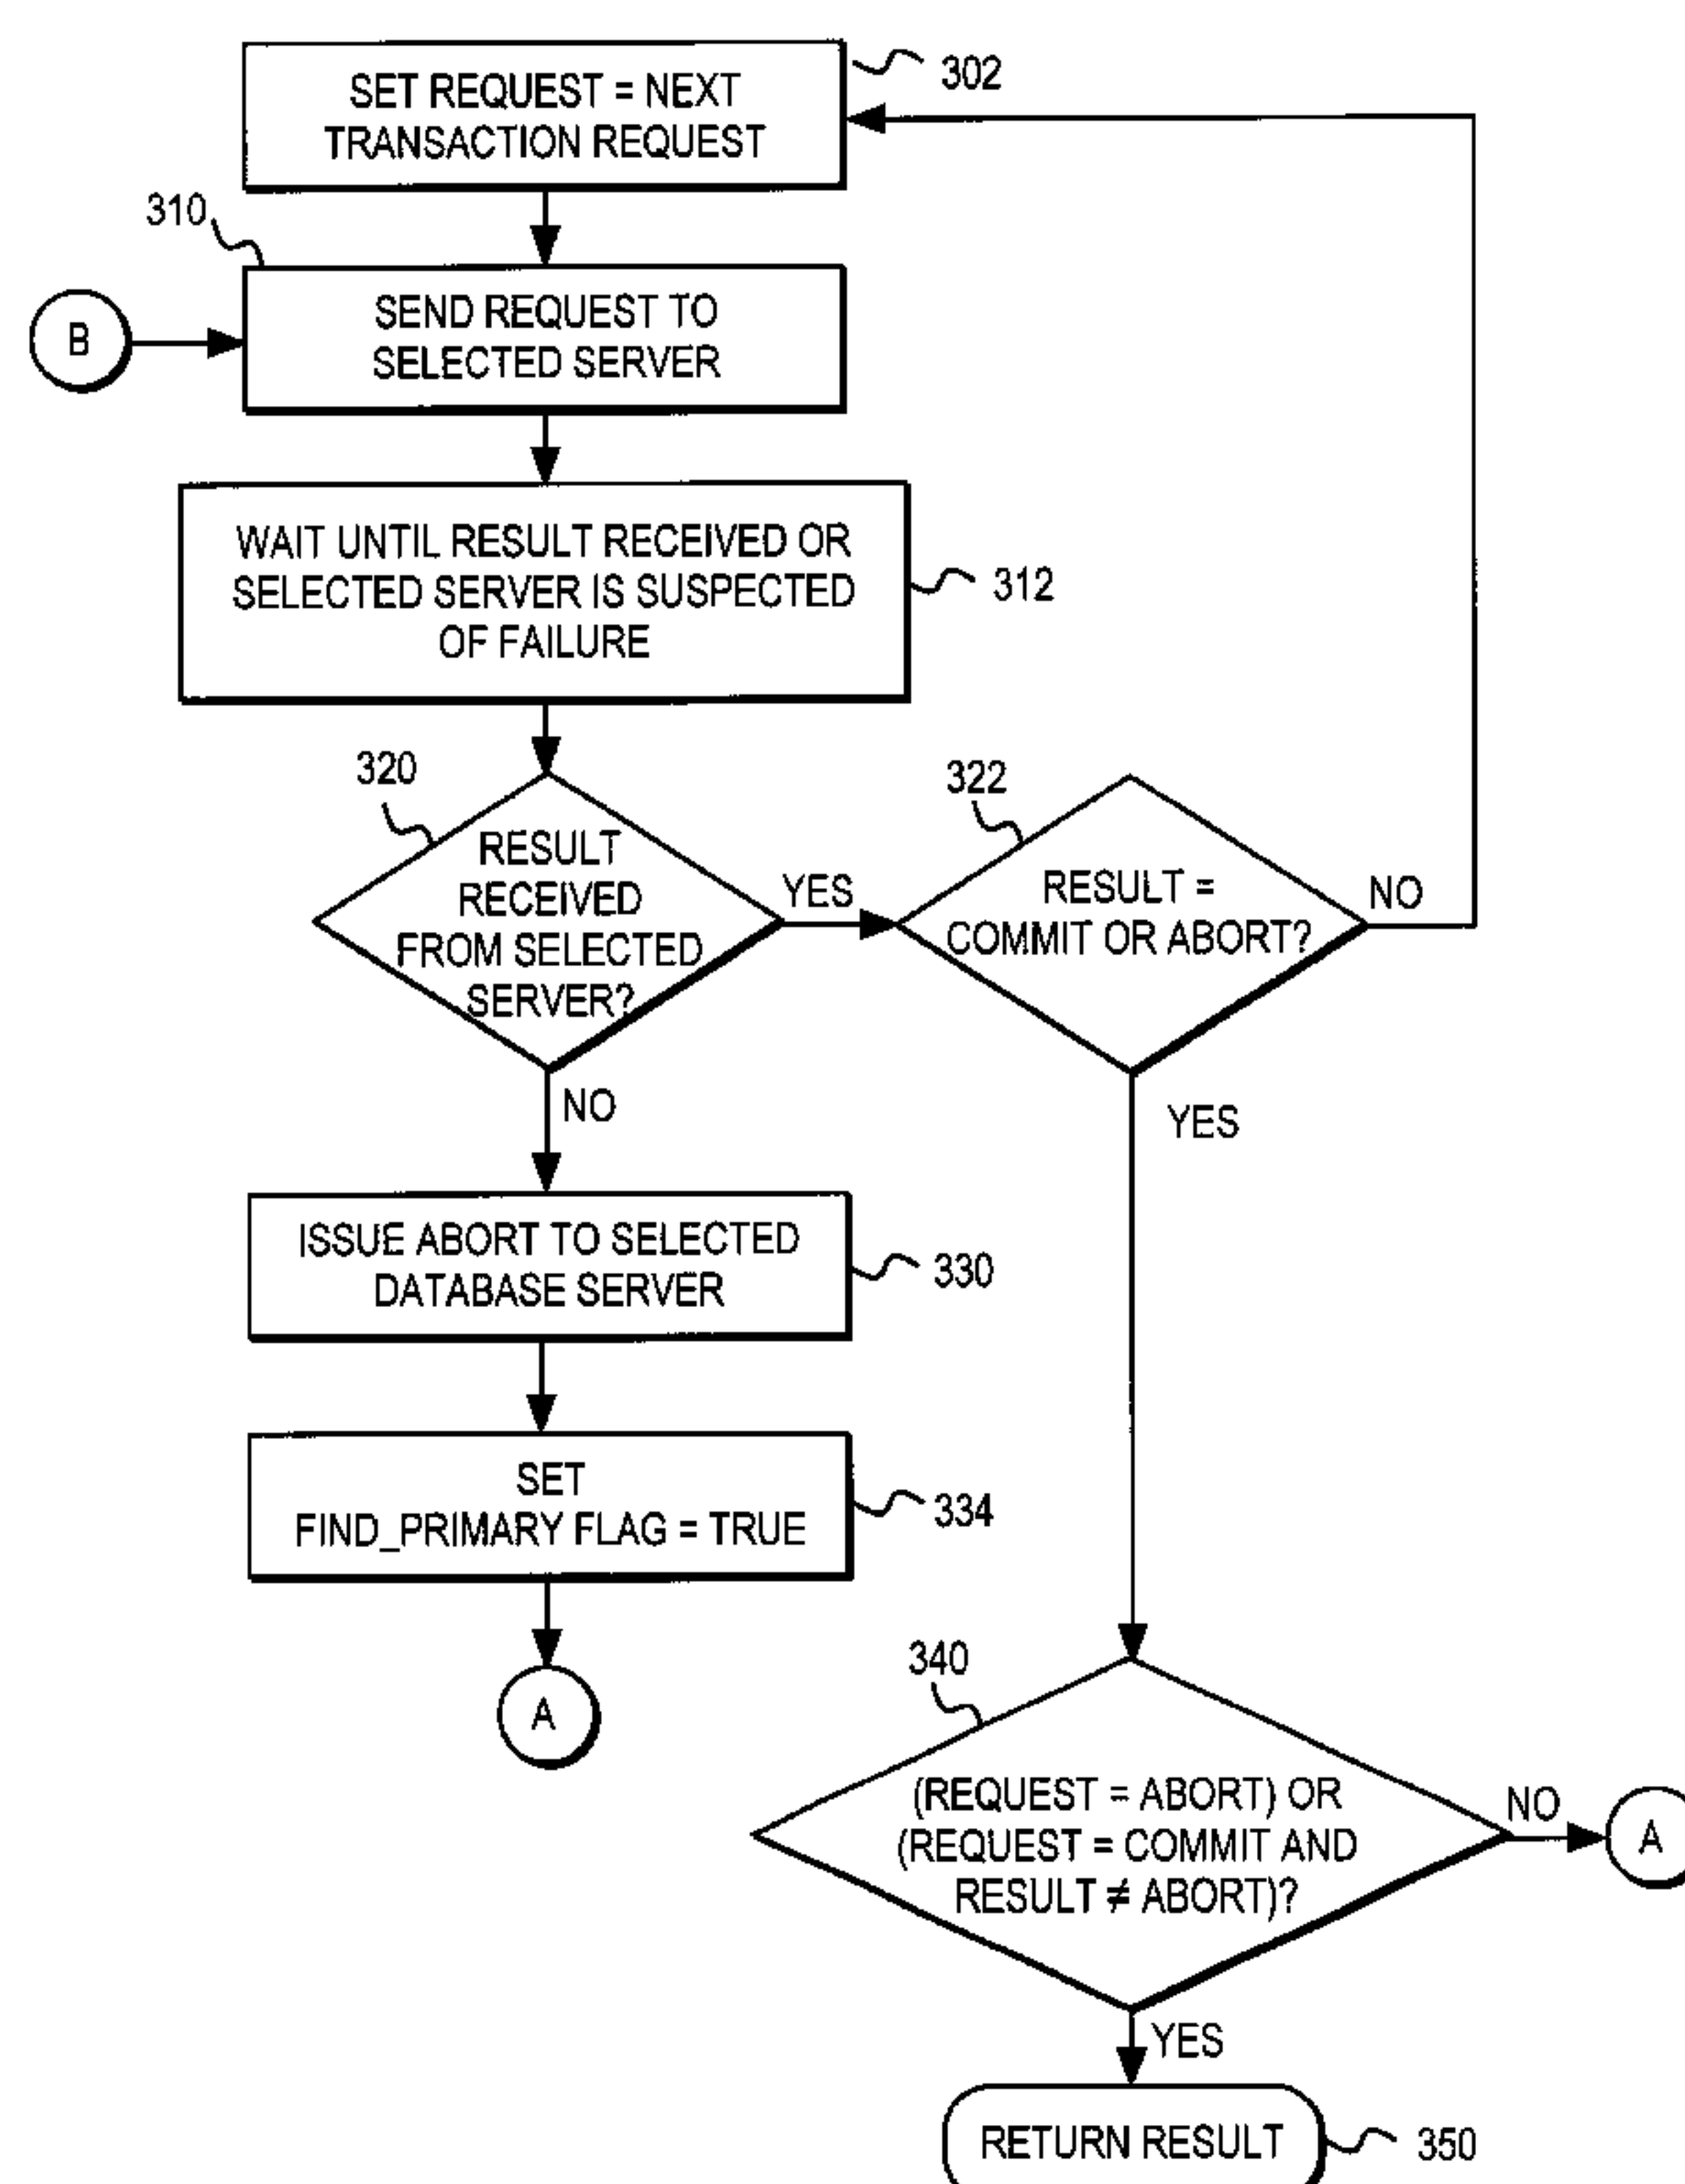 SET REQUEST = NEXT
TRANSACTION REQUEST
302
310
B
SEND REQUEST TO
SELECTED SERVER
WAIT UNTIL RESULT RECEIVED OR
SELECTED SERVER IS SUSPECTED
OF FAILURE
312
320
RESULT
RECEIVED
FROM SELECTED
SERVER?
YES
322
RESULT =
COMMIT OR ABORT?
NO
NO
YES
ISSUE ABORT TO SELECTED
DATABASE SERVER
330
SET
FIND_PRIMARY FLAG = TRUE
334
A
340
(REQUEST = ABORT) OR
(REQUEST = COMMIT AND
RESULT ≠ ABORT)?
NO
A
YES
RETURN RESULT
350